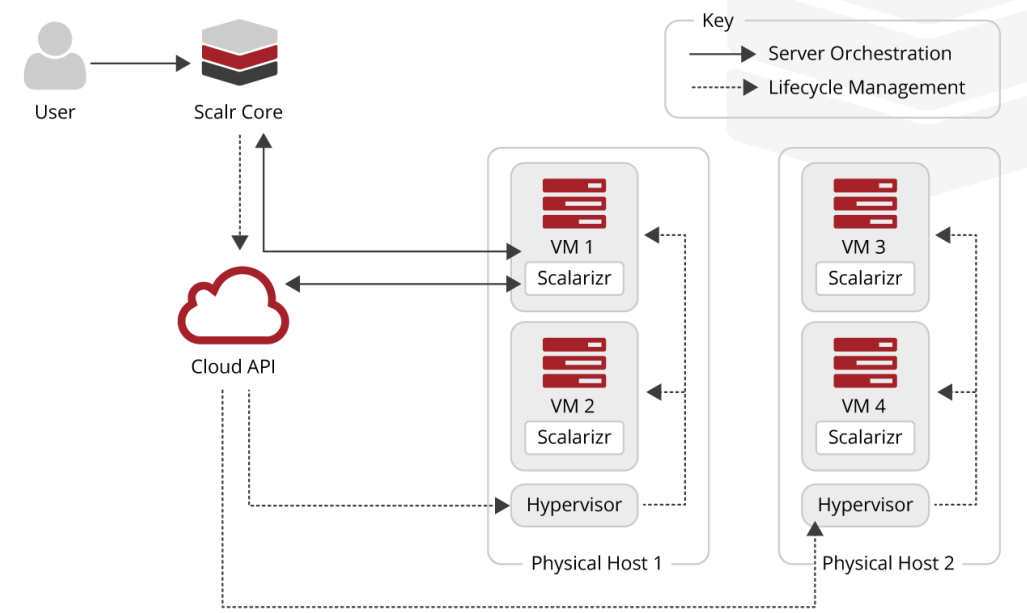 Key
Server Orchestration
Lifecycle Management
User
Scalr Core
VM 1
Scalarizr
VM 3
Scalarizr
Cloud API
VM 2
Scalarizr
VM 4
Scalarizr
Hypervisor
Hypervisor
Physical Host 1
Physical Host 2